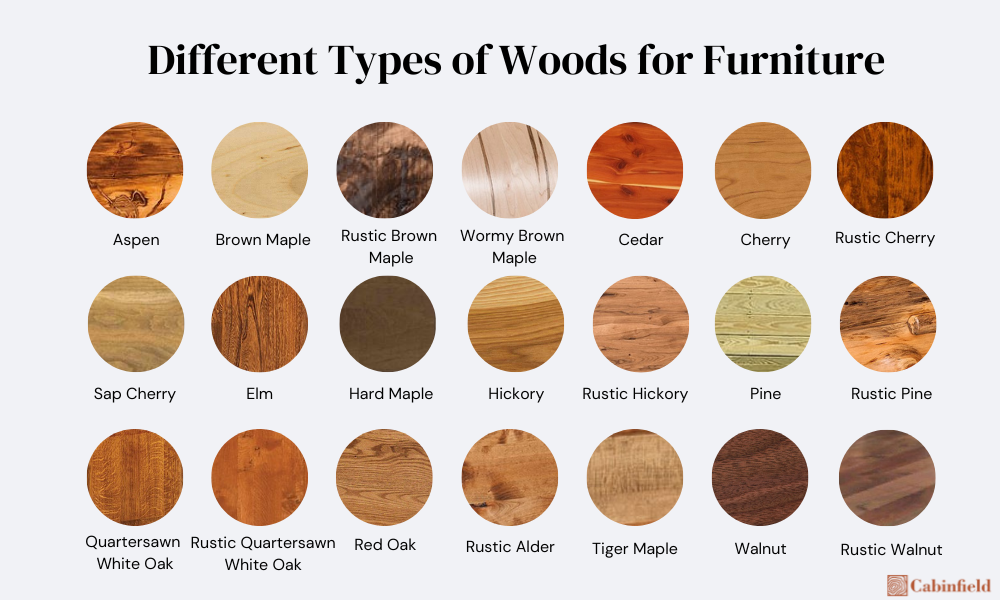 Different Types of Woods for Furniture
Aspen
Brown Maple
Rustic Brown
Maple
Wormy Brown
Maple
Cedar
Cherry
Rustic Cherry
Sap Cherry
Elm
Hard Maple
Hickory
Rustic Hickory
Pine
Rustic Pine
Quartersawn
White Oak
Rustic Quartersawn
White Oak
Red Oak
Rustic Alder
Tiger Maple
Walnut
Rustic Walnut
Cabinfield